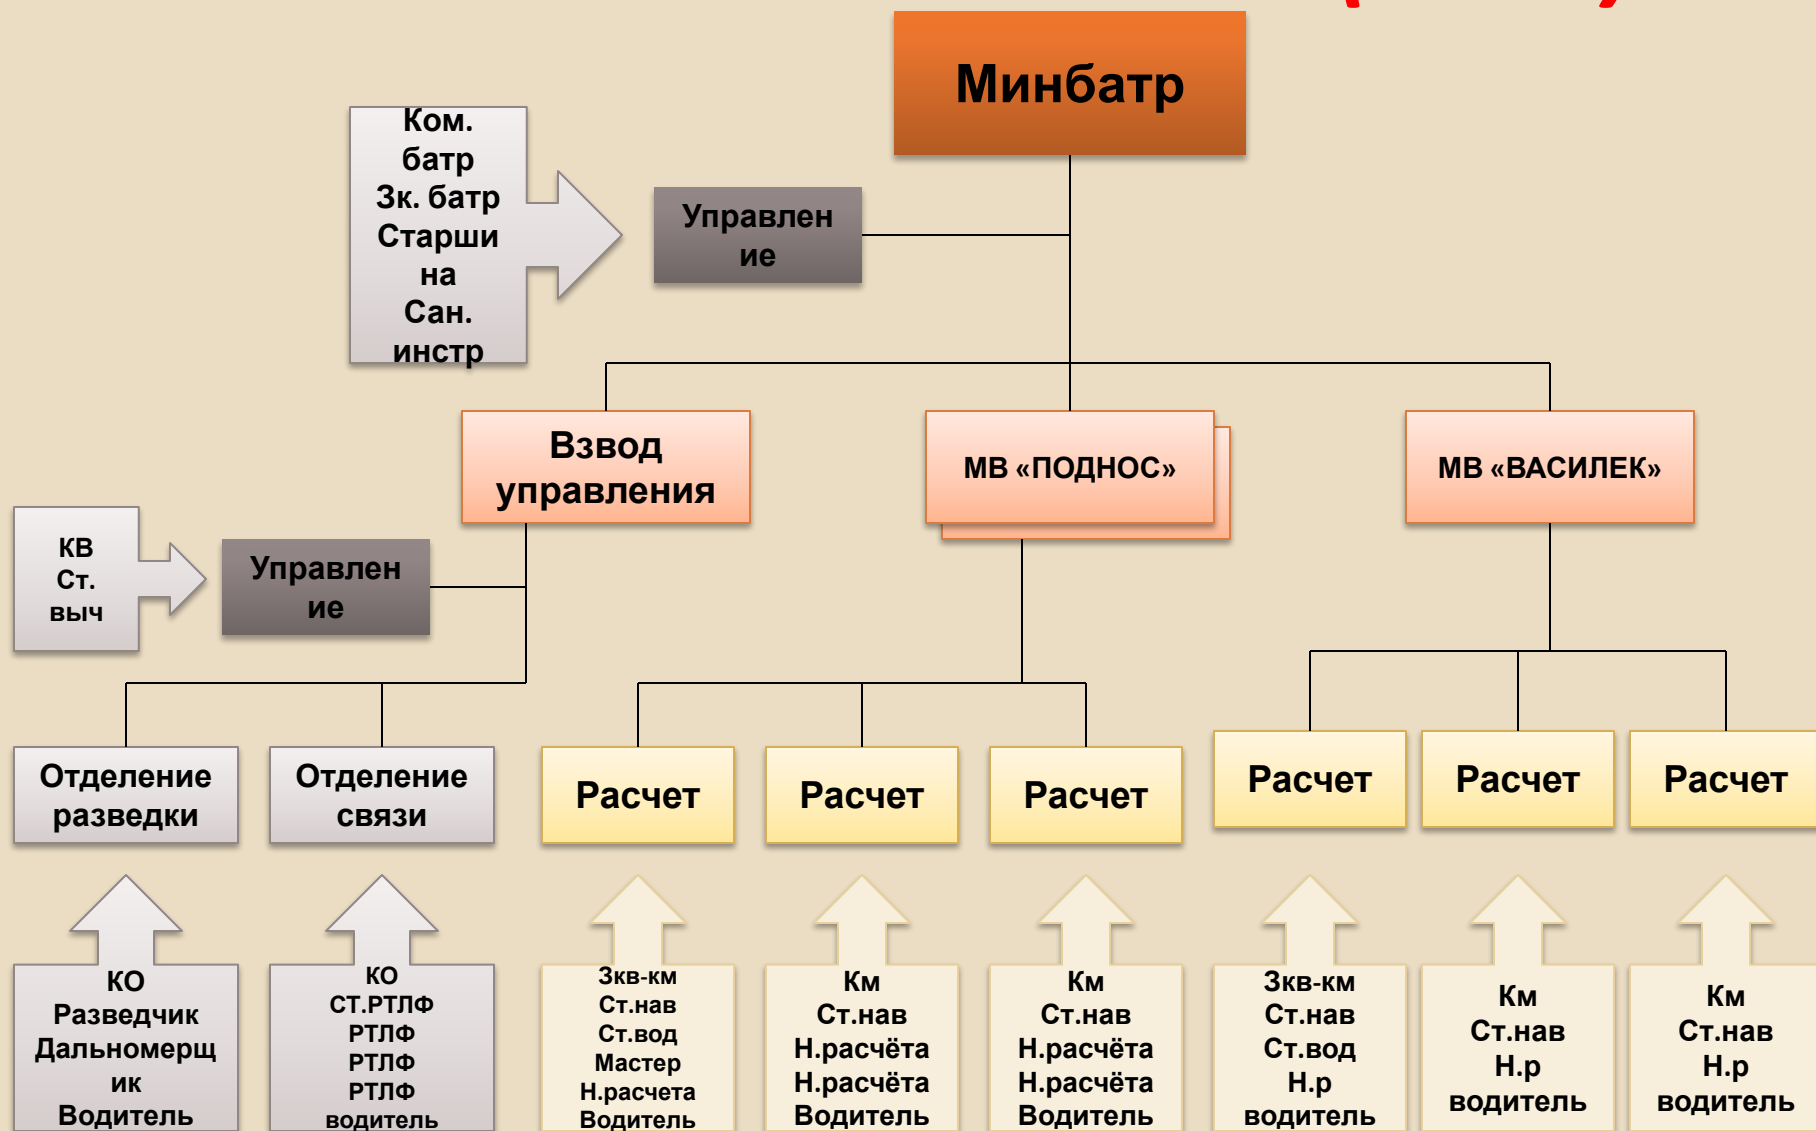 Минбатр
Ком.
батр
Зк. батр
Старши
на
Сан.
инстр
Управлен
ие
Взвод
управления
МВ «ПОДНОС»
МВ «ВАСИЛЕК»
КВ
Ст.
выч
Управлен
ие
Отделение
разведки
Отделение
связи
Расчет
Расчет
Расчет
Расчет
Расчет
Расчет
КО
Разведчик
Дальномерщ
ик
Водитель
КО
СТ.РТЛФ
РТЛФ
РТЛФ
РТЛФ
водитель
Зкв-км
Ст.нав
Ст.вод
Мастер
Н.расчета
Водитель
Км
Ст.нав
Н.расчёта
Н.расчёта
Водитель
Км
Ст.нав
Н.расчёта
Н.расчёта
Водитель
Зкв-км
Ст.нав
Ст.вод
Н.р
водитель
Км
Ст.нав
Н.р
водитель
Км
Ст.нав
Н.р
водитель